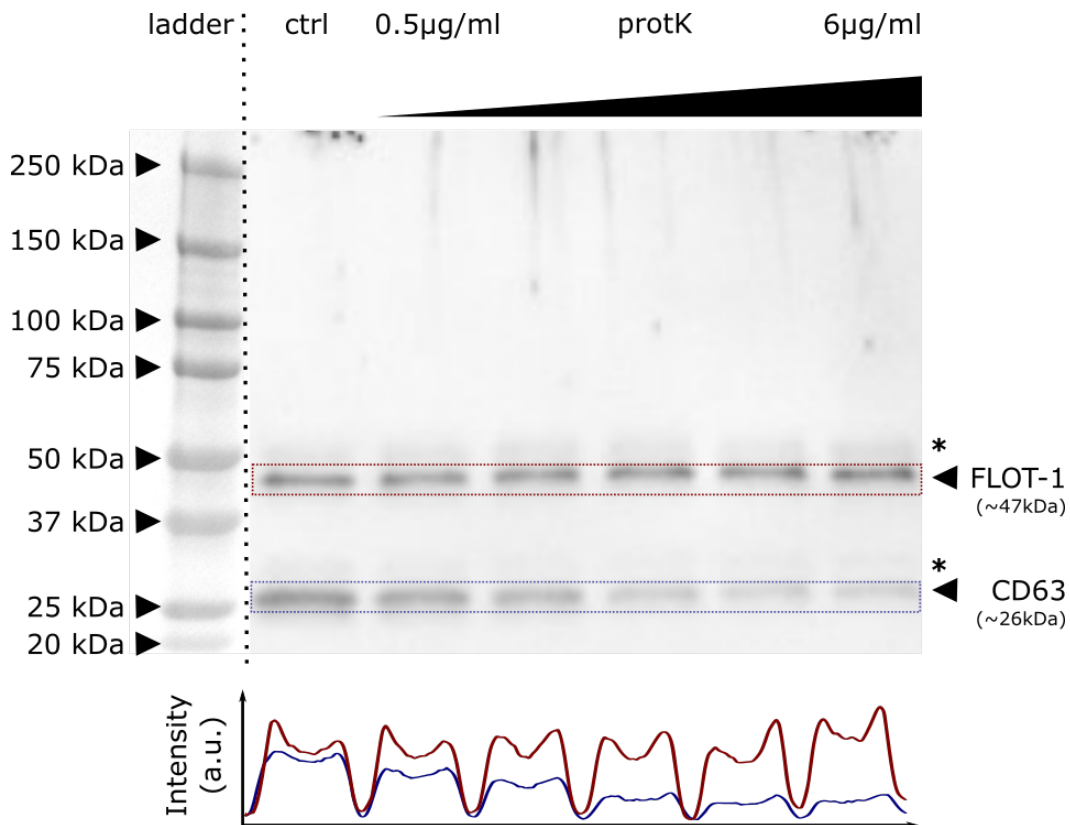 ladder ctrl 0.5µg/ml protK 6µg/ml
250 kDa
150 kDa
100 kDa
75 kDa
50 kDa
*
FLOT-1
(~47kDa)
37 kDa
*
CD63
(~26kDa)
25 kDa
20 kDa
Intensity
(a.u.)